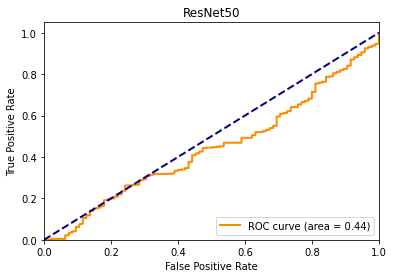 ResNet50
True Positive Rate
1.0
0.8
0.6
0.4
0.2
0.0
ROC curve (area = 0.44)
0.0 0.2 0.4 0.6 0.8 1.0
False Positive Rate